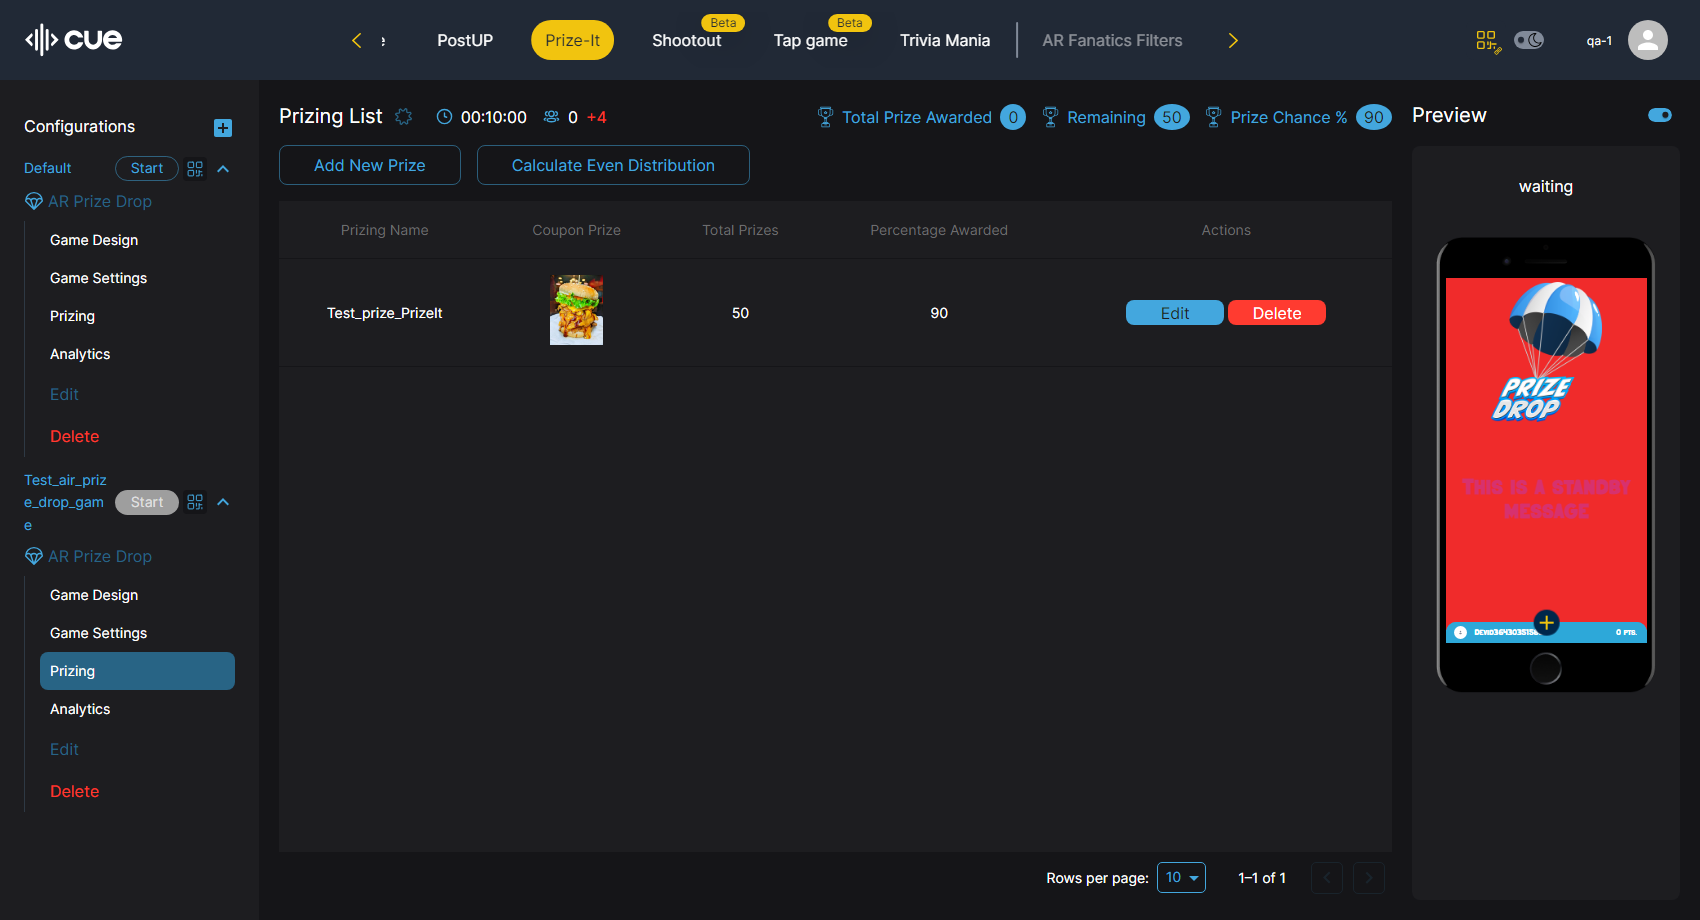 cue
PostUP
Prize-It
Shootout
Beta
Tap game
Beta
Trivia Mania
AR Fanatics Filters
qa-1
Configurations
Default
Start
AR Prize Drop
Game Design
Game Settings
Prizing
Analytics
Edit
Delete
Test_air_priz
e_drop_gam
e
Start
AR Prize Drop
Game Design
Game Settings
Prizing
Analytics
Edit
Delete
Prizing List
00:10:00
0 +4
Total Prize Awarded 0
Remaining 50
Prize Chance % 90
Add New Prize
Calculate Even Distribution
Prizing Name Coupon Prize Total Prizes Percentage Awarded Actions
Test_prize_PrizeIt 50 90 Edit Delete
Rows per page: 10 1–1 of 1
Preview
waiting
PRIZE
DROP
THIS IS A STANDBY
MESSAGE
0 PTS.